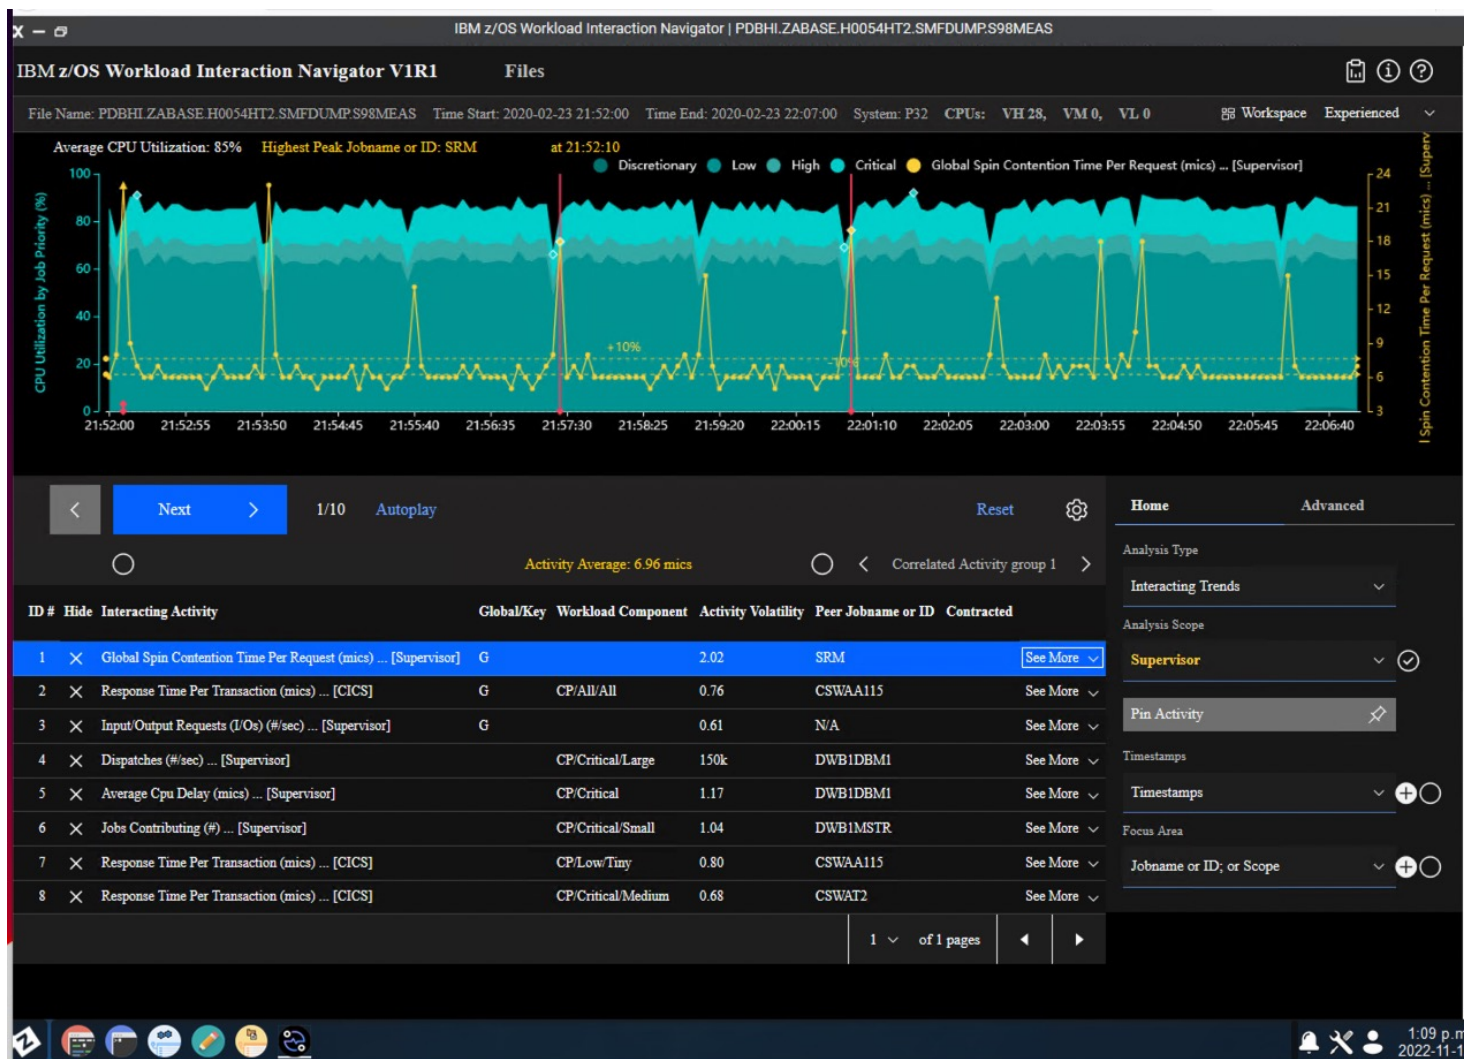 IBM z/OS Workload Interaction Navigator | PDBHI.ZABASE.H0054HT2.SMFDUMP.S98MEAS
IBM z/OS Workload Interaction Navigator V1R1 Files
File Name: PDBHI.ZABASE.H0054HT2.SMFDUMP.S98MEAS Time Start: 2020-02-23 21:52:00 Time End: 2020-02-23 22:07:00 System: P32 CPUs: VH 28, VM 0, VL 0 Workspace Experienced
Average CPU Utilization: 85% Highest Peak Jobname or ID: SRM at 21:52:10
Discretionary Low High Critical Global Spin Contention Time Per Request (mics) ... [Supervisor]
CPU Utilization by Job Priority (%)
100
80
60
40
20
0
24
21
18
15
12
9
6
3
l Spin Contention Time Per Request (mics) ... [Superv
+10%
-10%
21:52:00 21:52:55 21:53:50 21:54:45 21:55:40 21:56:35 21:57:30 21:58:25 21:59:20 22:00:15 22:01:10 22:02:05 22:03:00 22:03:55 22:04:50 22:05:45 22:06:40
Next 1/10 Autoplay Reset
Activity Average: 6.96 mics Correlated Activity group 1
ID # Hide Interacting Activity Global/Key Workload Component Activity Volatility Peer Jobname or ID Contracted
1 Global Spin Contention Time Per Request (mics) ... [Supervisor] G 2.02 SRM See More
2 Response Time Per Transaction (mics) ... [CICS] G CP/All/All 0.76 CSWAA115 See More
3 Input/Output Requests (I/Os) (#/sec) ... [Supervisor] G 0.61 N/A See More
4 Dispatches (#/sec) ... [Supervisor] CP/Critical/Large 150k DWB1DBM1 See More
5 Average Cpu Delay (mics) ... [Supervisor] CP/Critical 1.17 DWB1DBM1 See More
6 Jobs Contributing (#) ... [Supervisor] CP/Critical/Small 1.04 DWB1MSTR See More
7 Response Time Per Transaction (mics) ... [CICS] CP/Low/Tiny 0.80 CSWAA115 See More
8 Response Time Per Transaction (mics) ... [CICS] CP/Critical/Medium 0.68 CSWAT2 See More
1 of 1 pages
Home Advanced
Analysis Type
Interacting Trends
Analysis Scope
Supervisor
Pin Activity
Timestamps
Timestamps
Focus Area
Jobname or ID; or Scope
1:09 p.m
2022-11-1